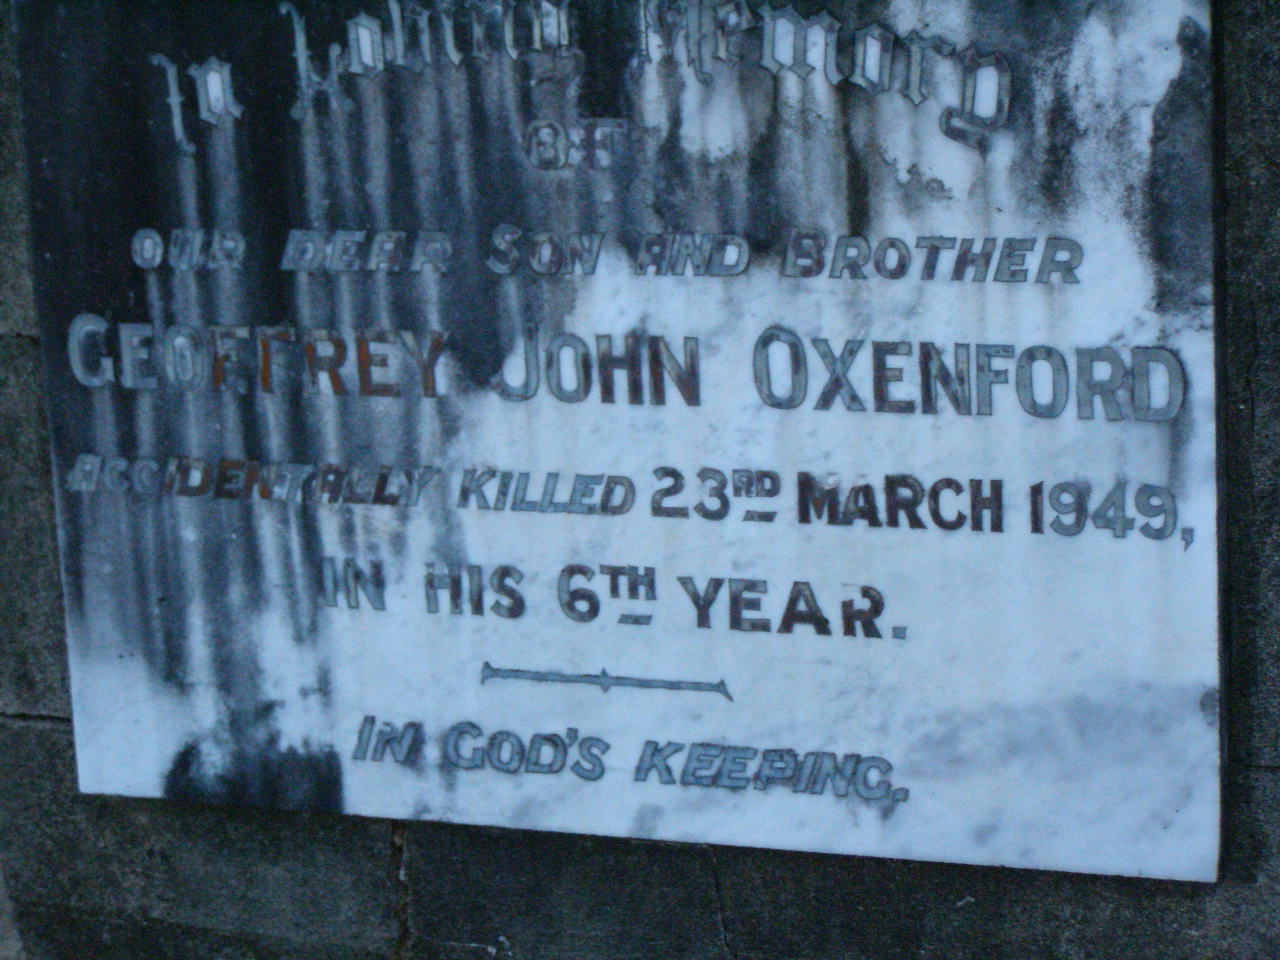 In Loving Memory
OF
OUR DEAR SON AND BROTHER
GEOFFREY JOHN OXENFORD
ACCIDENTALLY KILLED 23RD MARCH 1949,
IN HIS 6TH YEAR.
IN GOD'S KEEPING.